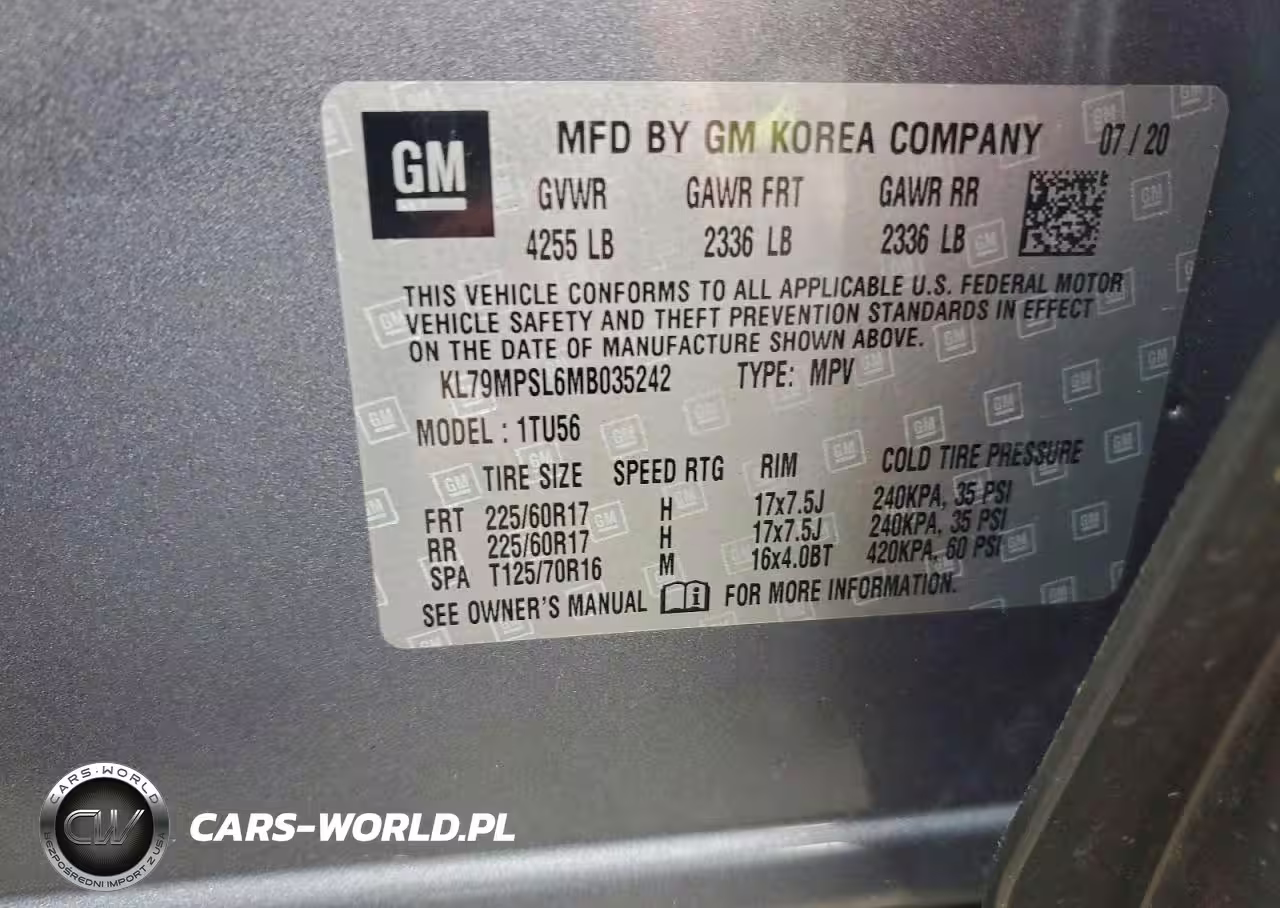 GM
MFD BY GM KOREA COMPANY 07/20
GVWR GAWR FRT GAWR RR
4255 LB 2336 LB 2336 LB
THIS VEHICLE CONFORMS TO ALL APPLICABLE U.S. FEDERAL MOTOR
VEHICLE SAFETY AND THEFT PREVENTION STANDARDS IN EFFECT
ON THE DATE OF MANUFACTURE SHOWN ABOVE.
KL79MPSL6MB035242 TYPE: MPV
MODEL : 1TU56
TIRE SIZE SPEED RTG RIM COLD TIRE PRESSURE
FRT 225/60R17 H 17x7.5J 240KPA, 35 PSI
RR 225/60R17 H 17x7.5J 240KPA, 35 PSI
SPA T125/70R16 M 16x4.0BT 420KPA, 60 PSI
SEE OWNER'S MANUAL FOR MORE INFORMATION.
CARS-WORLD
CW
BEZPOŚREDNI IMPORT Z USA
CARS-WORLD.PL